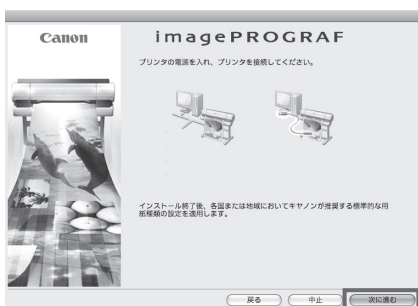 Canon
imagePROGRAF
プリンタの電源を入れ、プリンタを接続してください。
インストール終了後、各国または地域においてキヤノンが推奨する標準的な用
紙種類の設定を適用します。
戻る
中止
次に進む